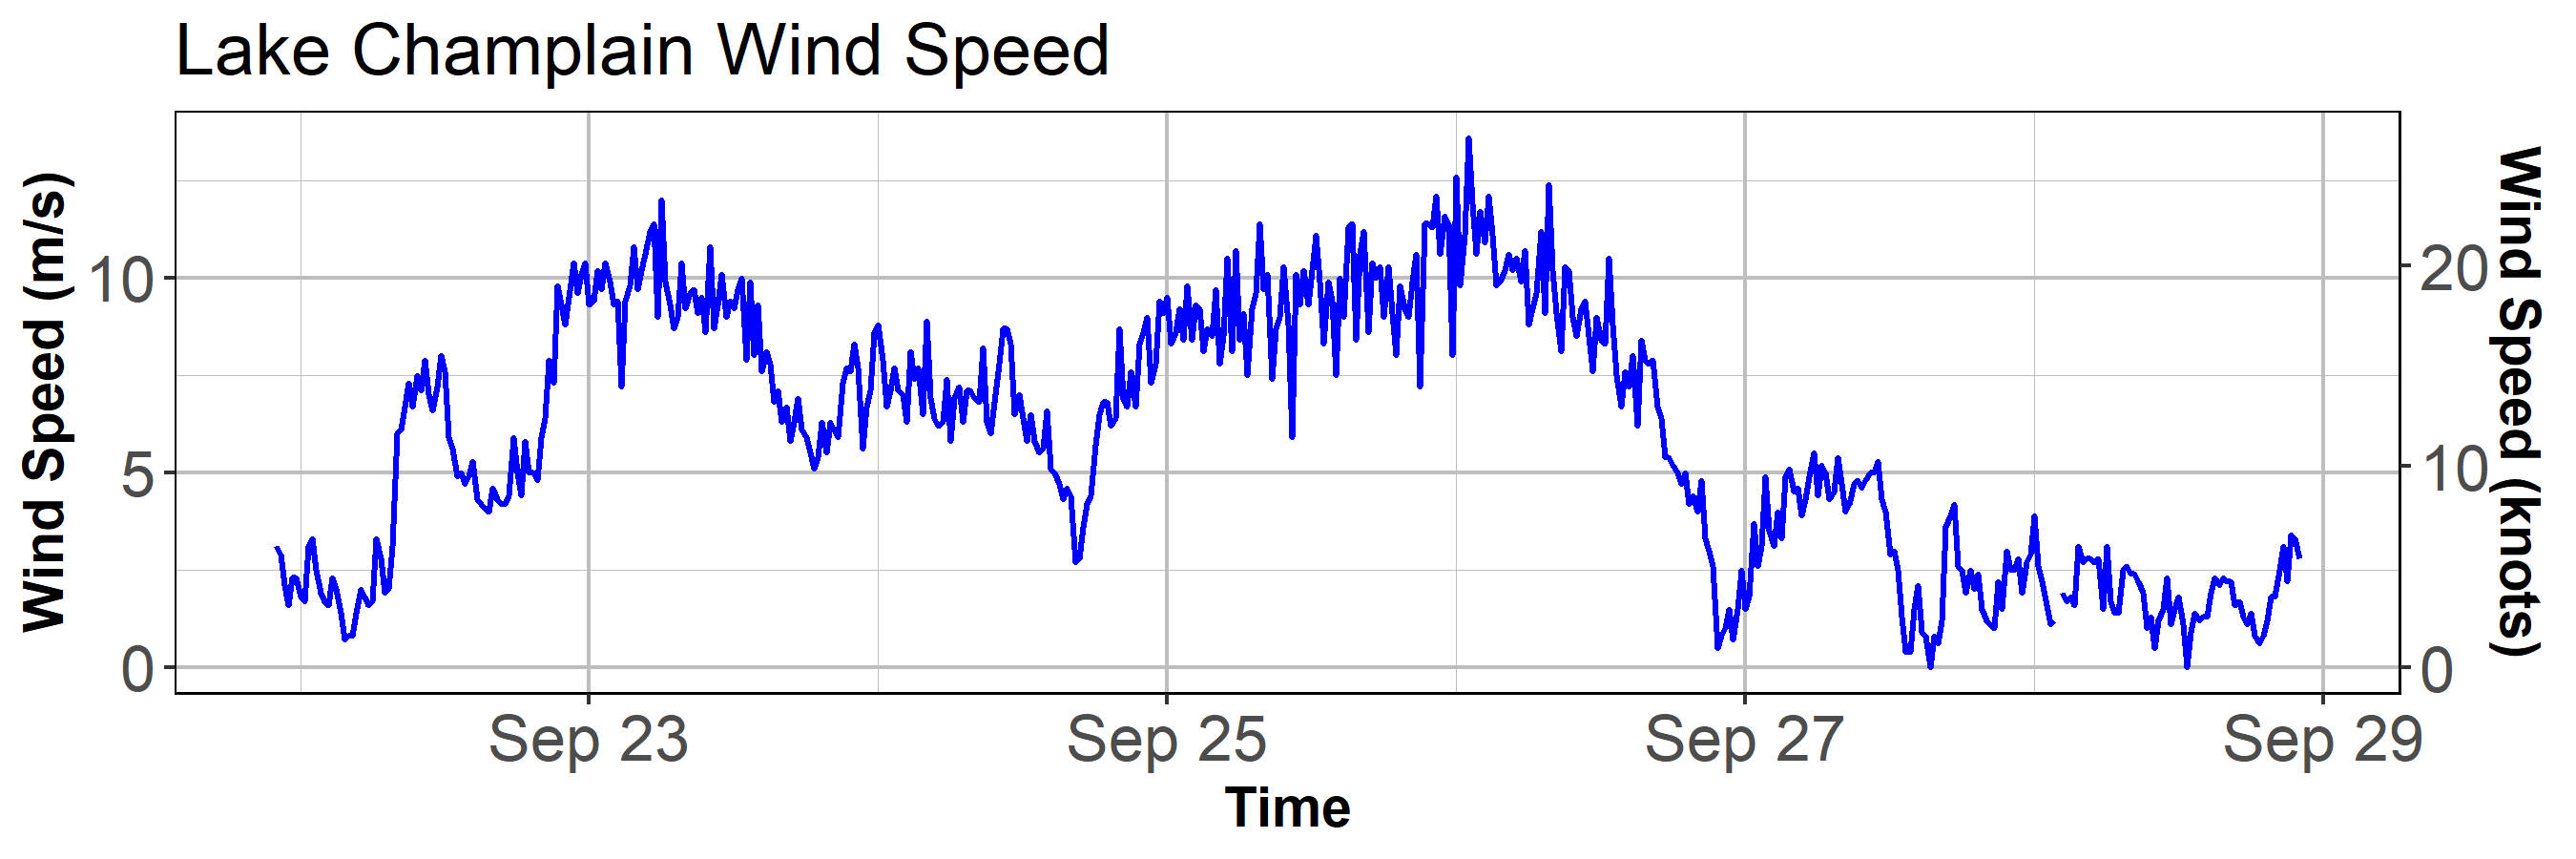 Lake Champlain Wind Speed
Wind Speed (m/s)
10
5
0
20
10
0
Wind Speed (knots)
Sep 23
Sep 25
Sep 27
Sep 29
Time